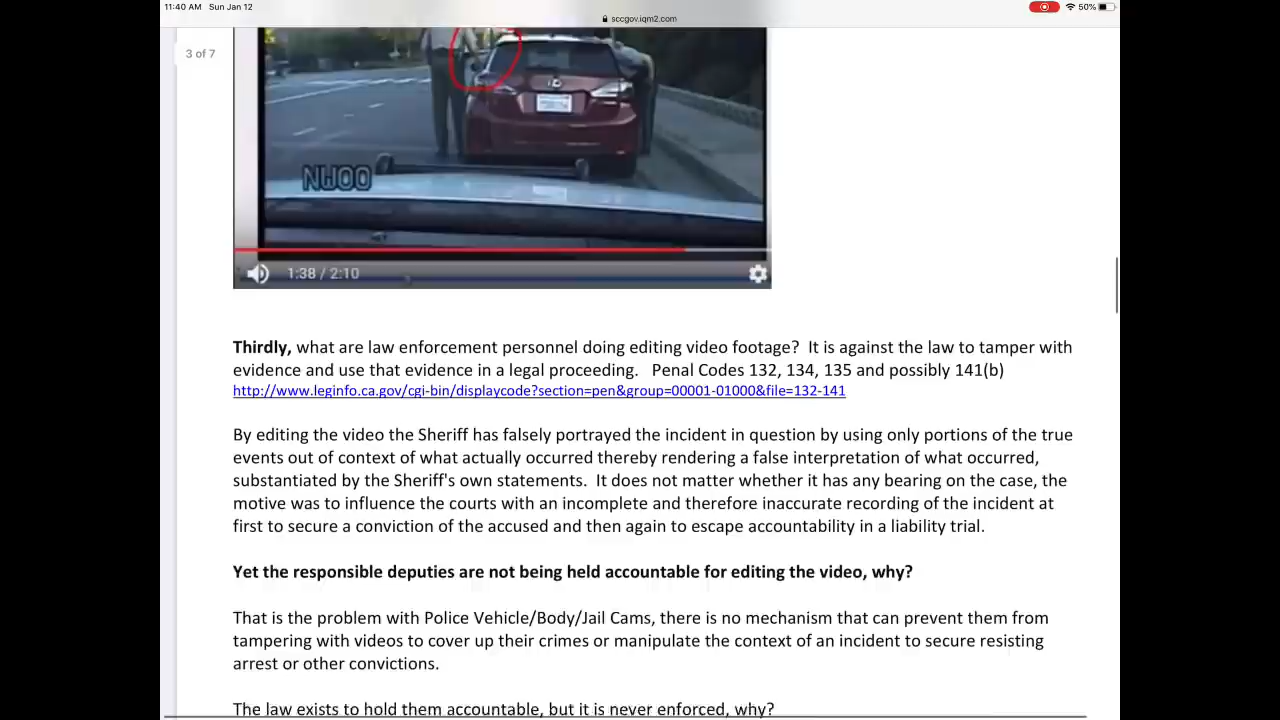 11:40 AM Sun Jan 12
50%
sccgov.iqm2.com
3 of 7
NW00
1:38 / 2:10
Thirdly, what are law enforcement personnel doing editing video footage? It is against the law to tamper with
evidence and use that evidence in a legal proceeding. Penal Codes 132, 134, 135 and possibly 141(b)
http://www.leginfo.ca.gov/cgi-bin/displaycode?section=pen&group=00001-01000&file=132-141
By editing the video the Sheriff has falsely portrayed the incident in question by using only portions of the true
events out of context of what actually occurred thereby rendering a false interpretation of what occurred,
substantiated by the Sheriff's own statements. It does not matter whether it has any bearing on the case, the
motive was to influence the courts with an incomplete and therefore inaccurate recording of the incident at
first to secure a conviction of the accused and then again to escape accountability in a liability trial.
Yet the responsible deputies are not being held accountable for editing the video, why?
That is the problem with Police Vehicle/Body/Jail Cams, there is no mechanism that can prevent them from
tampering with videos to cover up their crimes or manipulate the context of an incident to secure resisting
arrest or other convictions.
The law exists to hold them accountable, but it is never enforced, why?